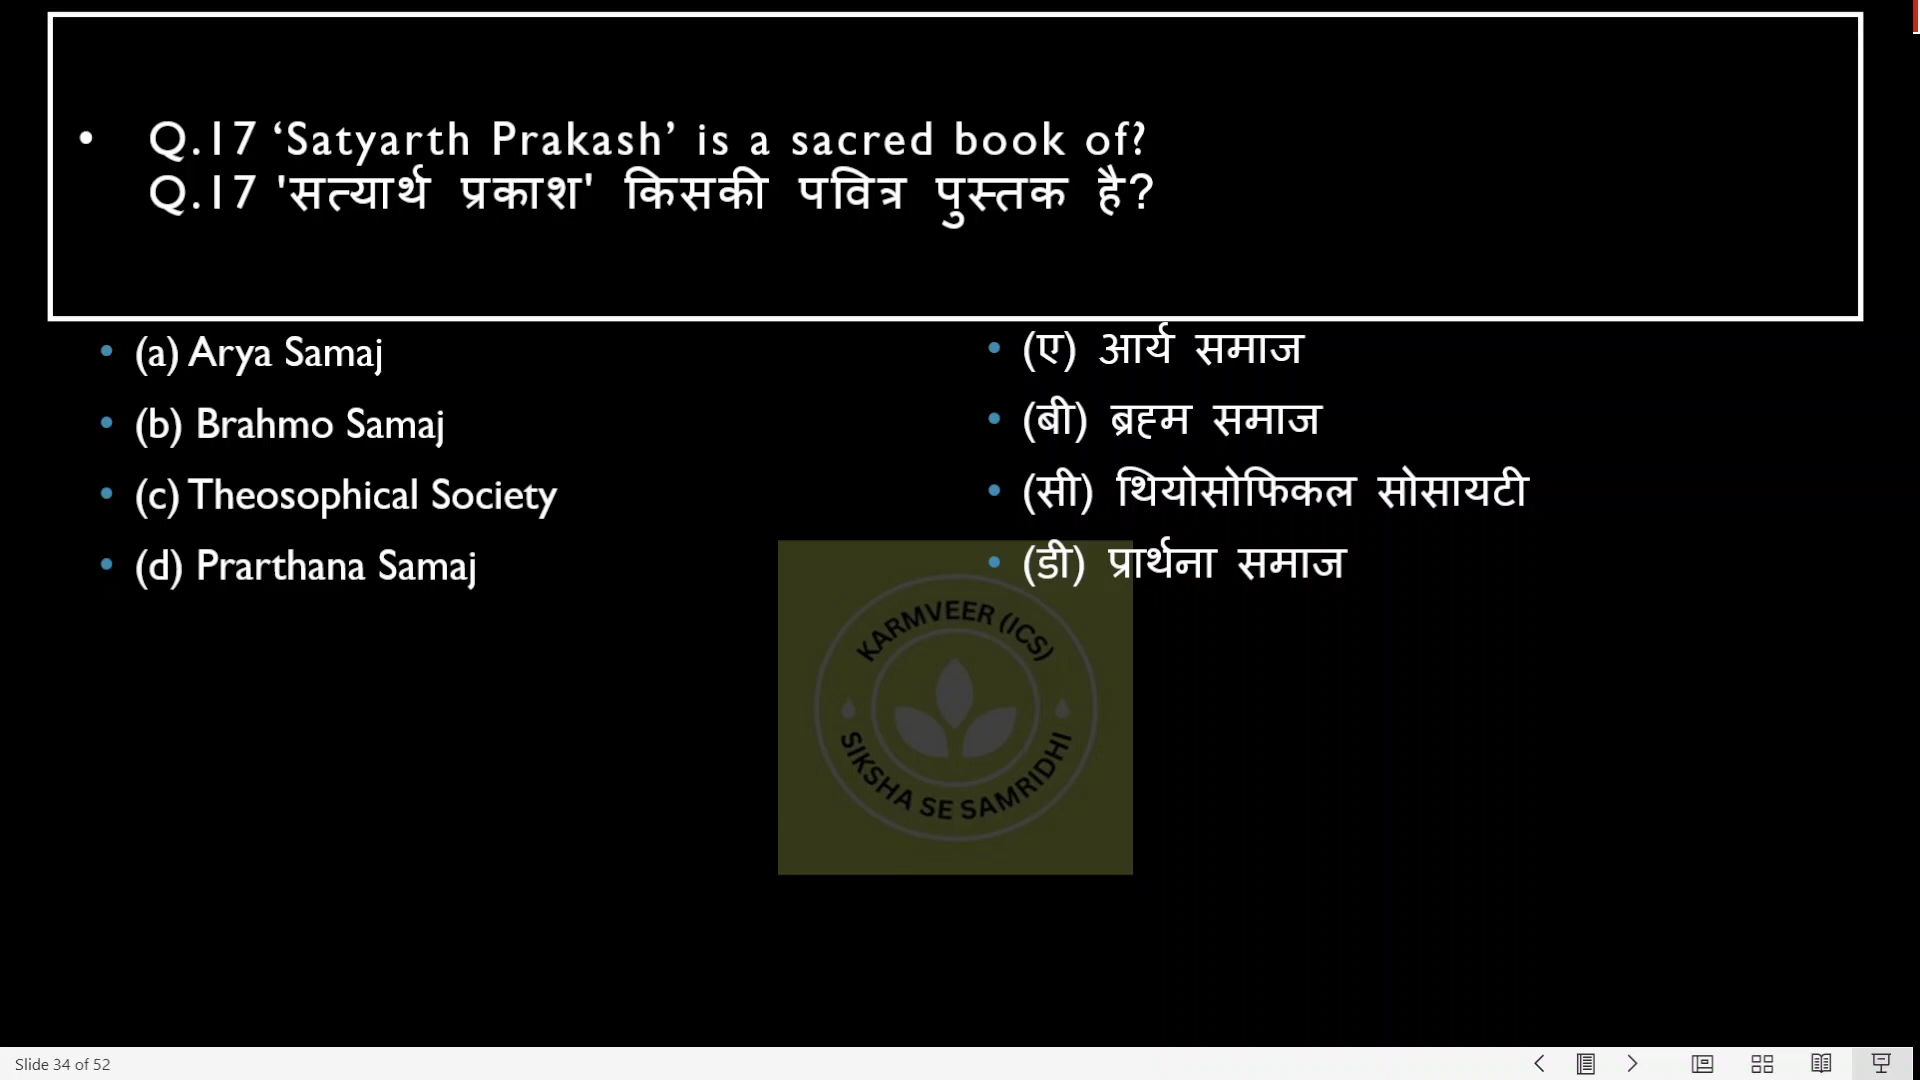 • Q.17 ‘Satyarth Prakash’ is a sacred book of?
Q.17 'सत्यार्थ प्रकाश' किसकी पवित्र पुस्तक है?
• (a) Arya Samaj
• (b) Brahmo Samaj
• (c) Theosophical Society
• (d) Prarthana Samaj
• (ए) आर्य समाज
• (बी) ब्रह्म समाज
• (सी) थियोसोफिकल सोसायटी
• (डी) प्रार्थना समाज
KARMVEER (ICS)
SIKSHA SE SAMRIDHI
Slide 34 of 52